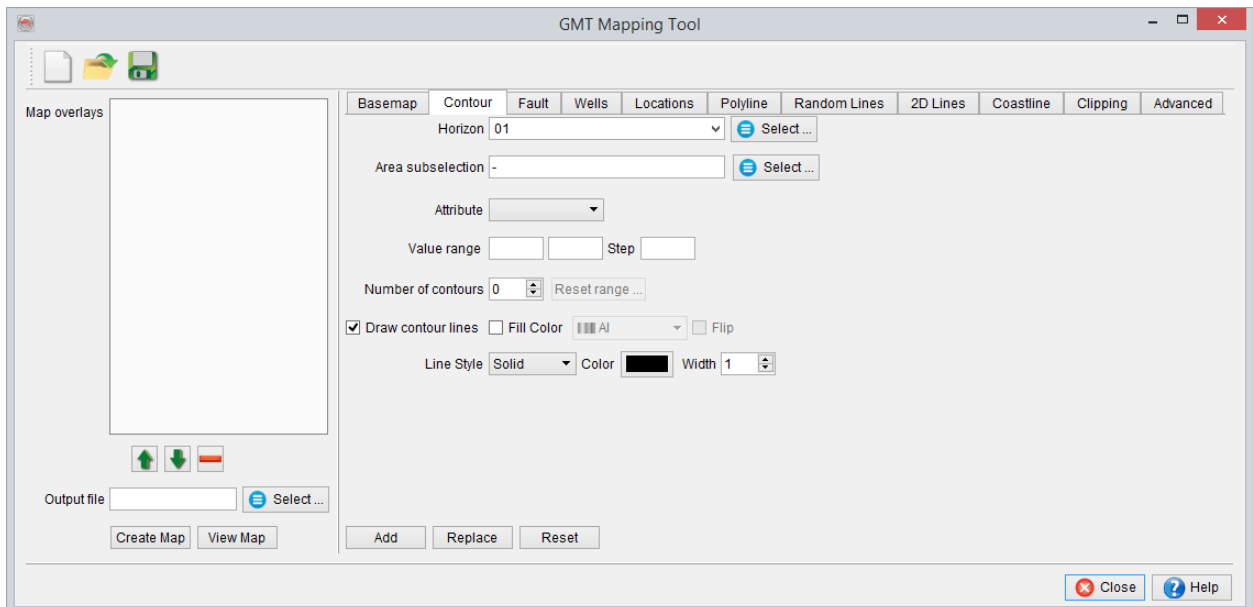 GMT Mapping Tool
Map overlays
Basemap Contour Fault Wells Locations Polyline Random Lines 2D Lines Coastline Clipping Advanced
Horizon 01 Select ...
Area subselection - Select ...
Attribute
Value range Step
Number of contours 0 Reset range ...
Draw contour lines Fill Color AI Flip
Line Style Solid Color Width 1
Output file Select ...
Create Map View Map Add Replace Reset
Close Help